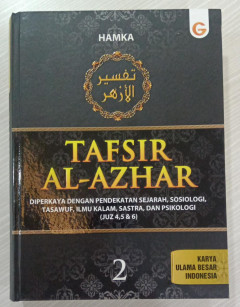 HAMKA
G
تفسير
الأزهر
TAFSIR
AL-AZHAR
DIPERKAYA DENGAN PENDEKATAN SEJARAH, SOSIOLOGI,
TASAWUF, ILMU KALAM, SASTRA, DAN PSIKOLOGI
(JUZ 4,5 & 6)
2
KARYA
ULAMA BESAR
INDONESIA